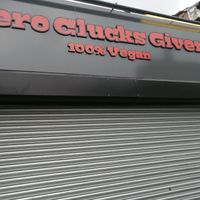 ero Clucks Given
100% Vegan